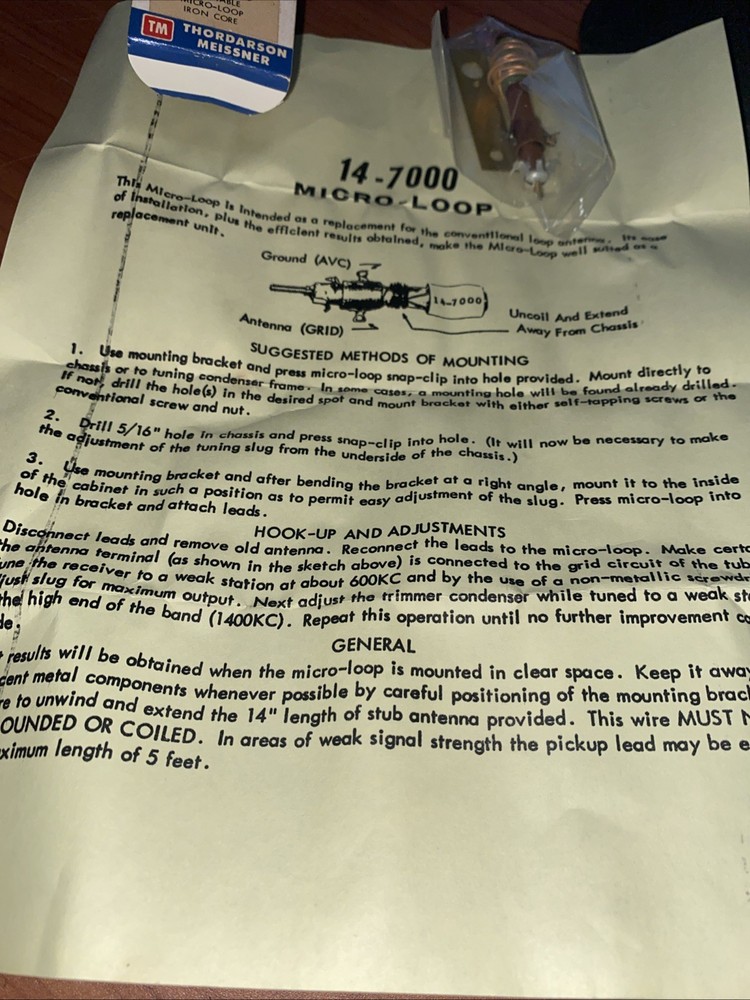 MICRO-LOOP
IRON CORE
TM THORDARSON
MEISSNER
14-7000
MICRO-LOOP
This Micro-Loop is intended as a replacement for the conventional loop antenna. Its ease
of installation, plus the efficient results obtained, make the Micro-Loop well suited as a
replacement unit.
Ground (AVC)
14-7000
Antenna (GRID)
Uncoil And Extend
Away From Chassis
SUGGESTED METHODS OF MOUNTING
1. Use mounting bracket and press micro-loop snap-clip into hole provided. Mount directly to
chassis or to tuning condenser frame. In some cases, a mounting hole will be found already drilled.
If not, drill the hole(s) in the desired spot and mount bracket with either self-tapping screws or the
conventional screw and nut.
2. Drill 5/16" hole in chassis and press snap-clip into hole. (It will now be necessary to make
the adjustment of the tuning slug from the underside of the chassis.)
3. Use mounting bracket and after bending the bracket at a right angle, mount it to the inside
of the cabinet in such a position as to permit easy adjustment of the slug. Press micro-loop into
hole in bracket and attach leads.
HOOK-UP AND ADJUSTMENTS
Disconnect leads and remove old antenna. Reconnect the leads to the micro-loop. Make certa
the antenna terminal (as shown in the sketch above) is connected to the grid circuit of the tub
une the receiver to a weak station at about 600KC and by the use of a non-metallic screwdr
just slug for maximum output. Next adjust the trimmer condenser while tuned to a weak sta
the high end of the band (1400KC). Repeat this operation until no further improvement co
de.
GENERAL
t results will be obtained when the micro-loop is mounted in clear space. Keep it away
cent metal components whenever possible by careful positioning of the mounting brack
re to unwind and extend the 14" length of stub antenna provided. This wire MUST N
OUNDED OR COILED. In areas of weak signal strength the pickup lead may be e
ximum length of 5 feet.